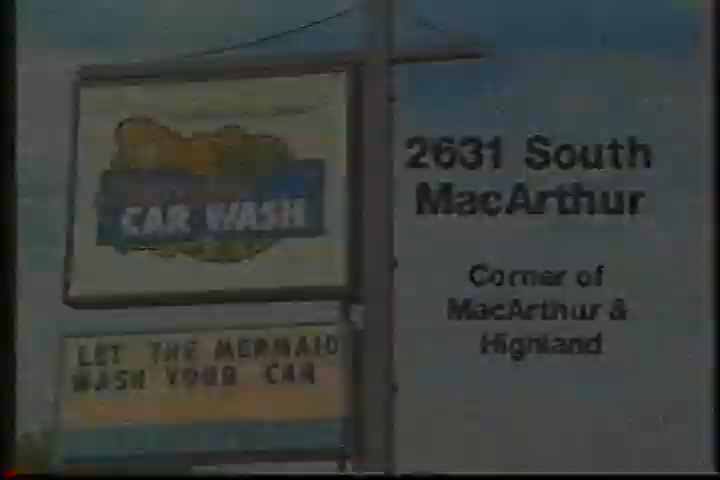 CAR WASH
LET THE MERMAID
WASH YOUR CAR
2631 South
MacArthur
Corner of
MacArthur &
Highland